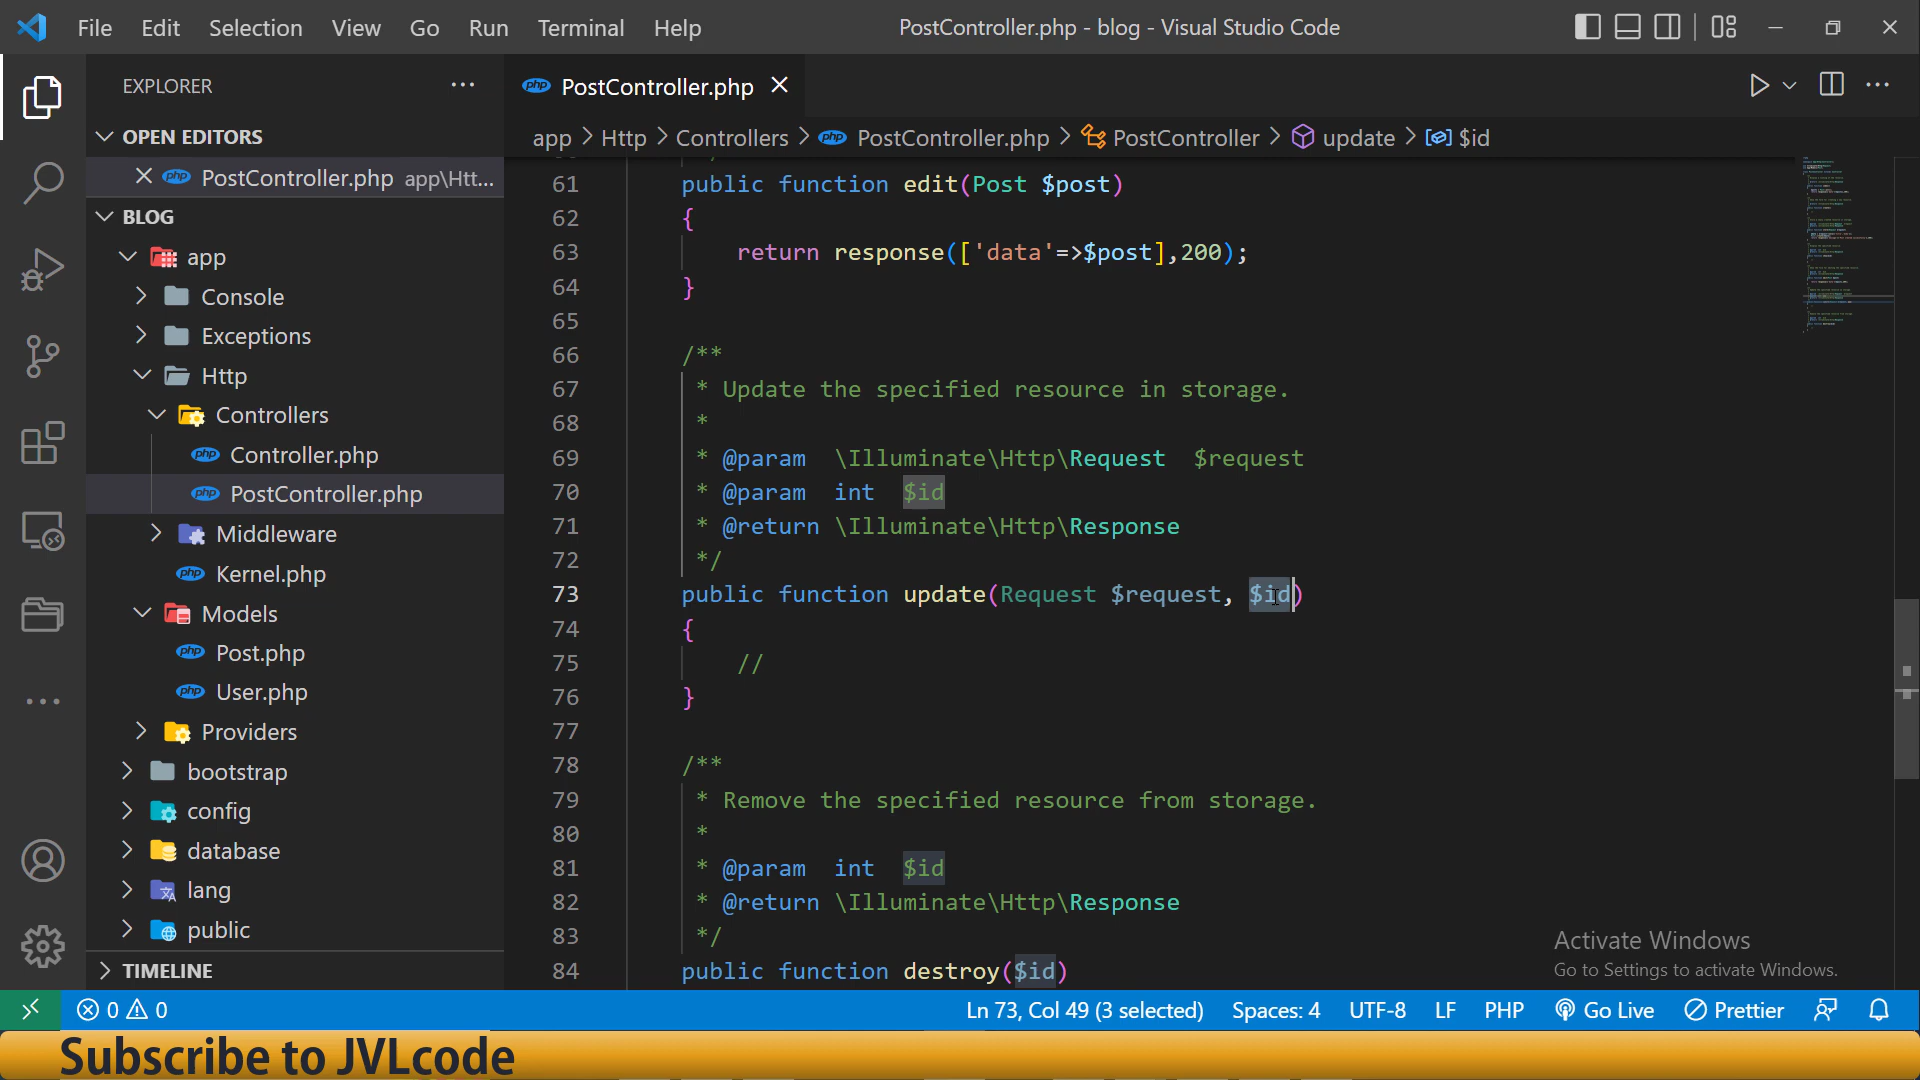 File Edit Selection View Go Run Terminal Help
PostController.php - blog - Visual Studio Code
EXPLORER
OPEN EDITORS
PostController.php app\Htt...
BLOG
app
Console
Exceptions
Http
Controllers
Controller.php
PostController.php
Middleware
Kernel.php
Models
Post.php
User.php
Providers
bootstrap
config
database
lang
public
TIMELINE
PostController.php
app > Http > Controllers > PostController.php > PostController > update > $id
61 public function edit(Post $post)
62 {
63 return response(['data'=>$post],200);
64 }
65
66 /**
67 * Update the specified resource in storage.
68 *
69 * @param \Illuminate\Http\Request $request
70 * @param int $id
71 * @return \Illuminate\Http\Response
72 */
73 public function update(Request $request, $id)
74 {
75 //
76 }
77
78 /**
79 * Remove the specified resource from storage.
80 *
81 * @param int $id
82 * @return \Illuminate\Http\Response
83 */
84 public function destroy($id)
Activate Windows
Go to Settings to activate Windows.
0 0 Ln 73, Col 49 (3 selected) Spaces: 4 UTF-8 LF PHP Go Live Prettier
Subscribe to JVLcode